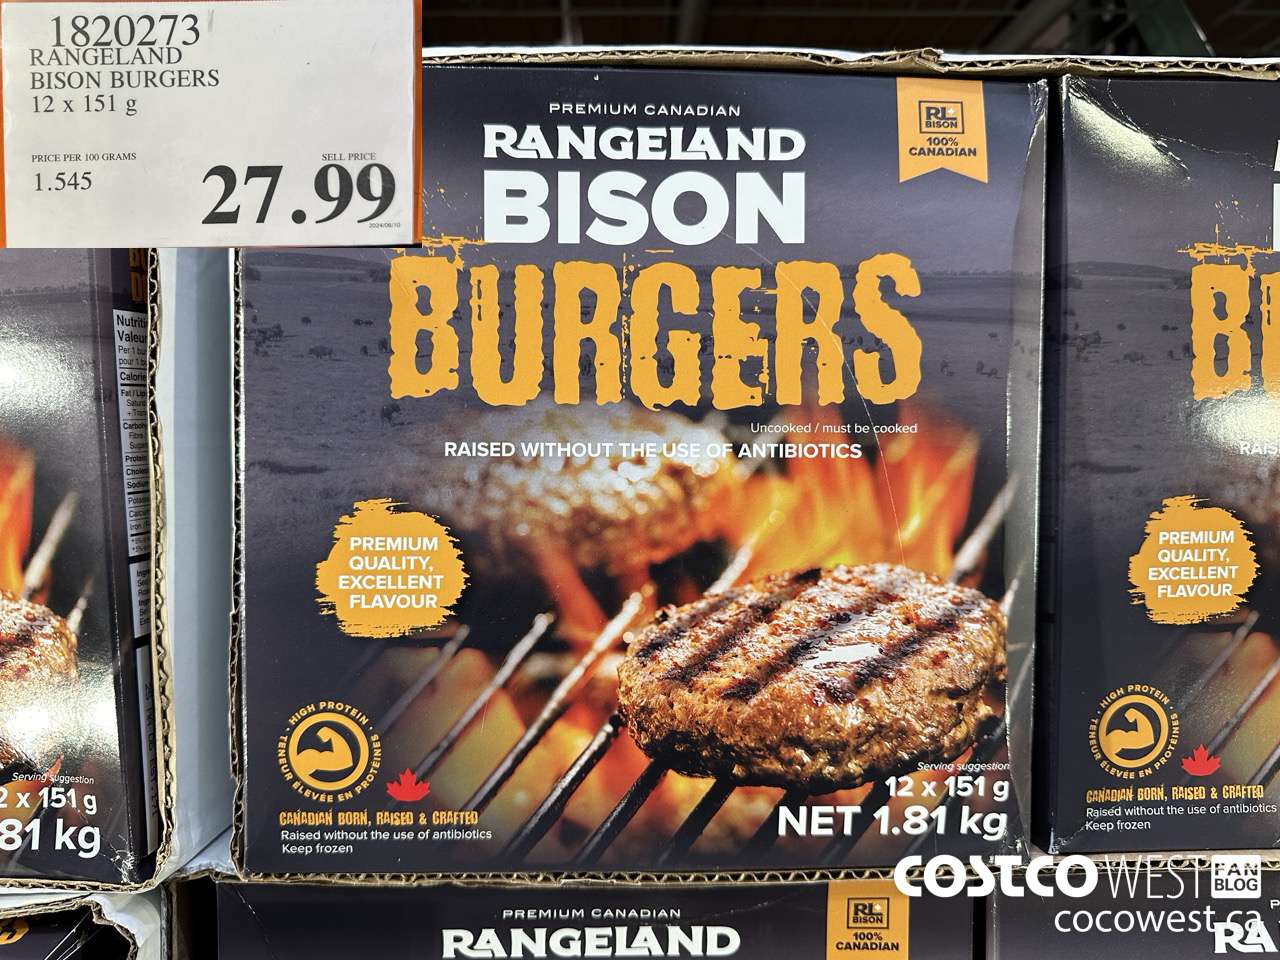 1820273
RANGELAND
BISON BURGERS
12 x 151 g
PRICE PER 100 GRAMS
1.545
SELL PRICE
27.99
2024/06/10
PREMIUM CANADIAN
RANGELAND
BISON
BURGERS
RL
BISON
100%
CANADIAN
Uncooked / must be cooked
RAISED WITHOUT THE USE OF ANTIBIOTICS
PREMIUM
QUALITY,
EXCELLENT
FLAVOUR
HIGH PROTEIN
TENEUR ÉLEVÉE EN PROTÉINES
CANADIAN BORN, RAISED & CRAFTED
Raised without the use of antibiotics
Keep frozen
Serving suggestion
12 x 151 g
NET 1.81 kg
Serving suggestion
2 x 151 g
81 kg
PREMIUM
QUALITY,
EXCELLENT
FLAVOUR
HIGH PROTEIN
TENEUR ÉLEVÉE EN PROTÉINES
CANADIAN BORN, RAISED & CRAFTED
Raised without the use of antibiotics
Keep frozen
PREMIUM CANADIAN
RANGELAND
RL
BISON
100%
CANADIAN
COSTCO WEST FAN BLOG
cocowest.ca
RA